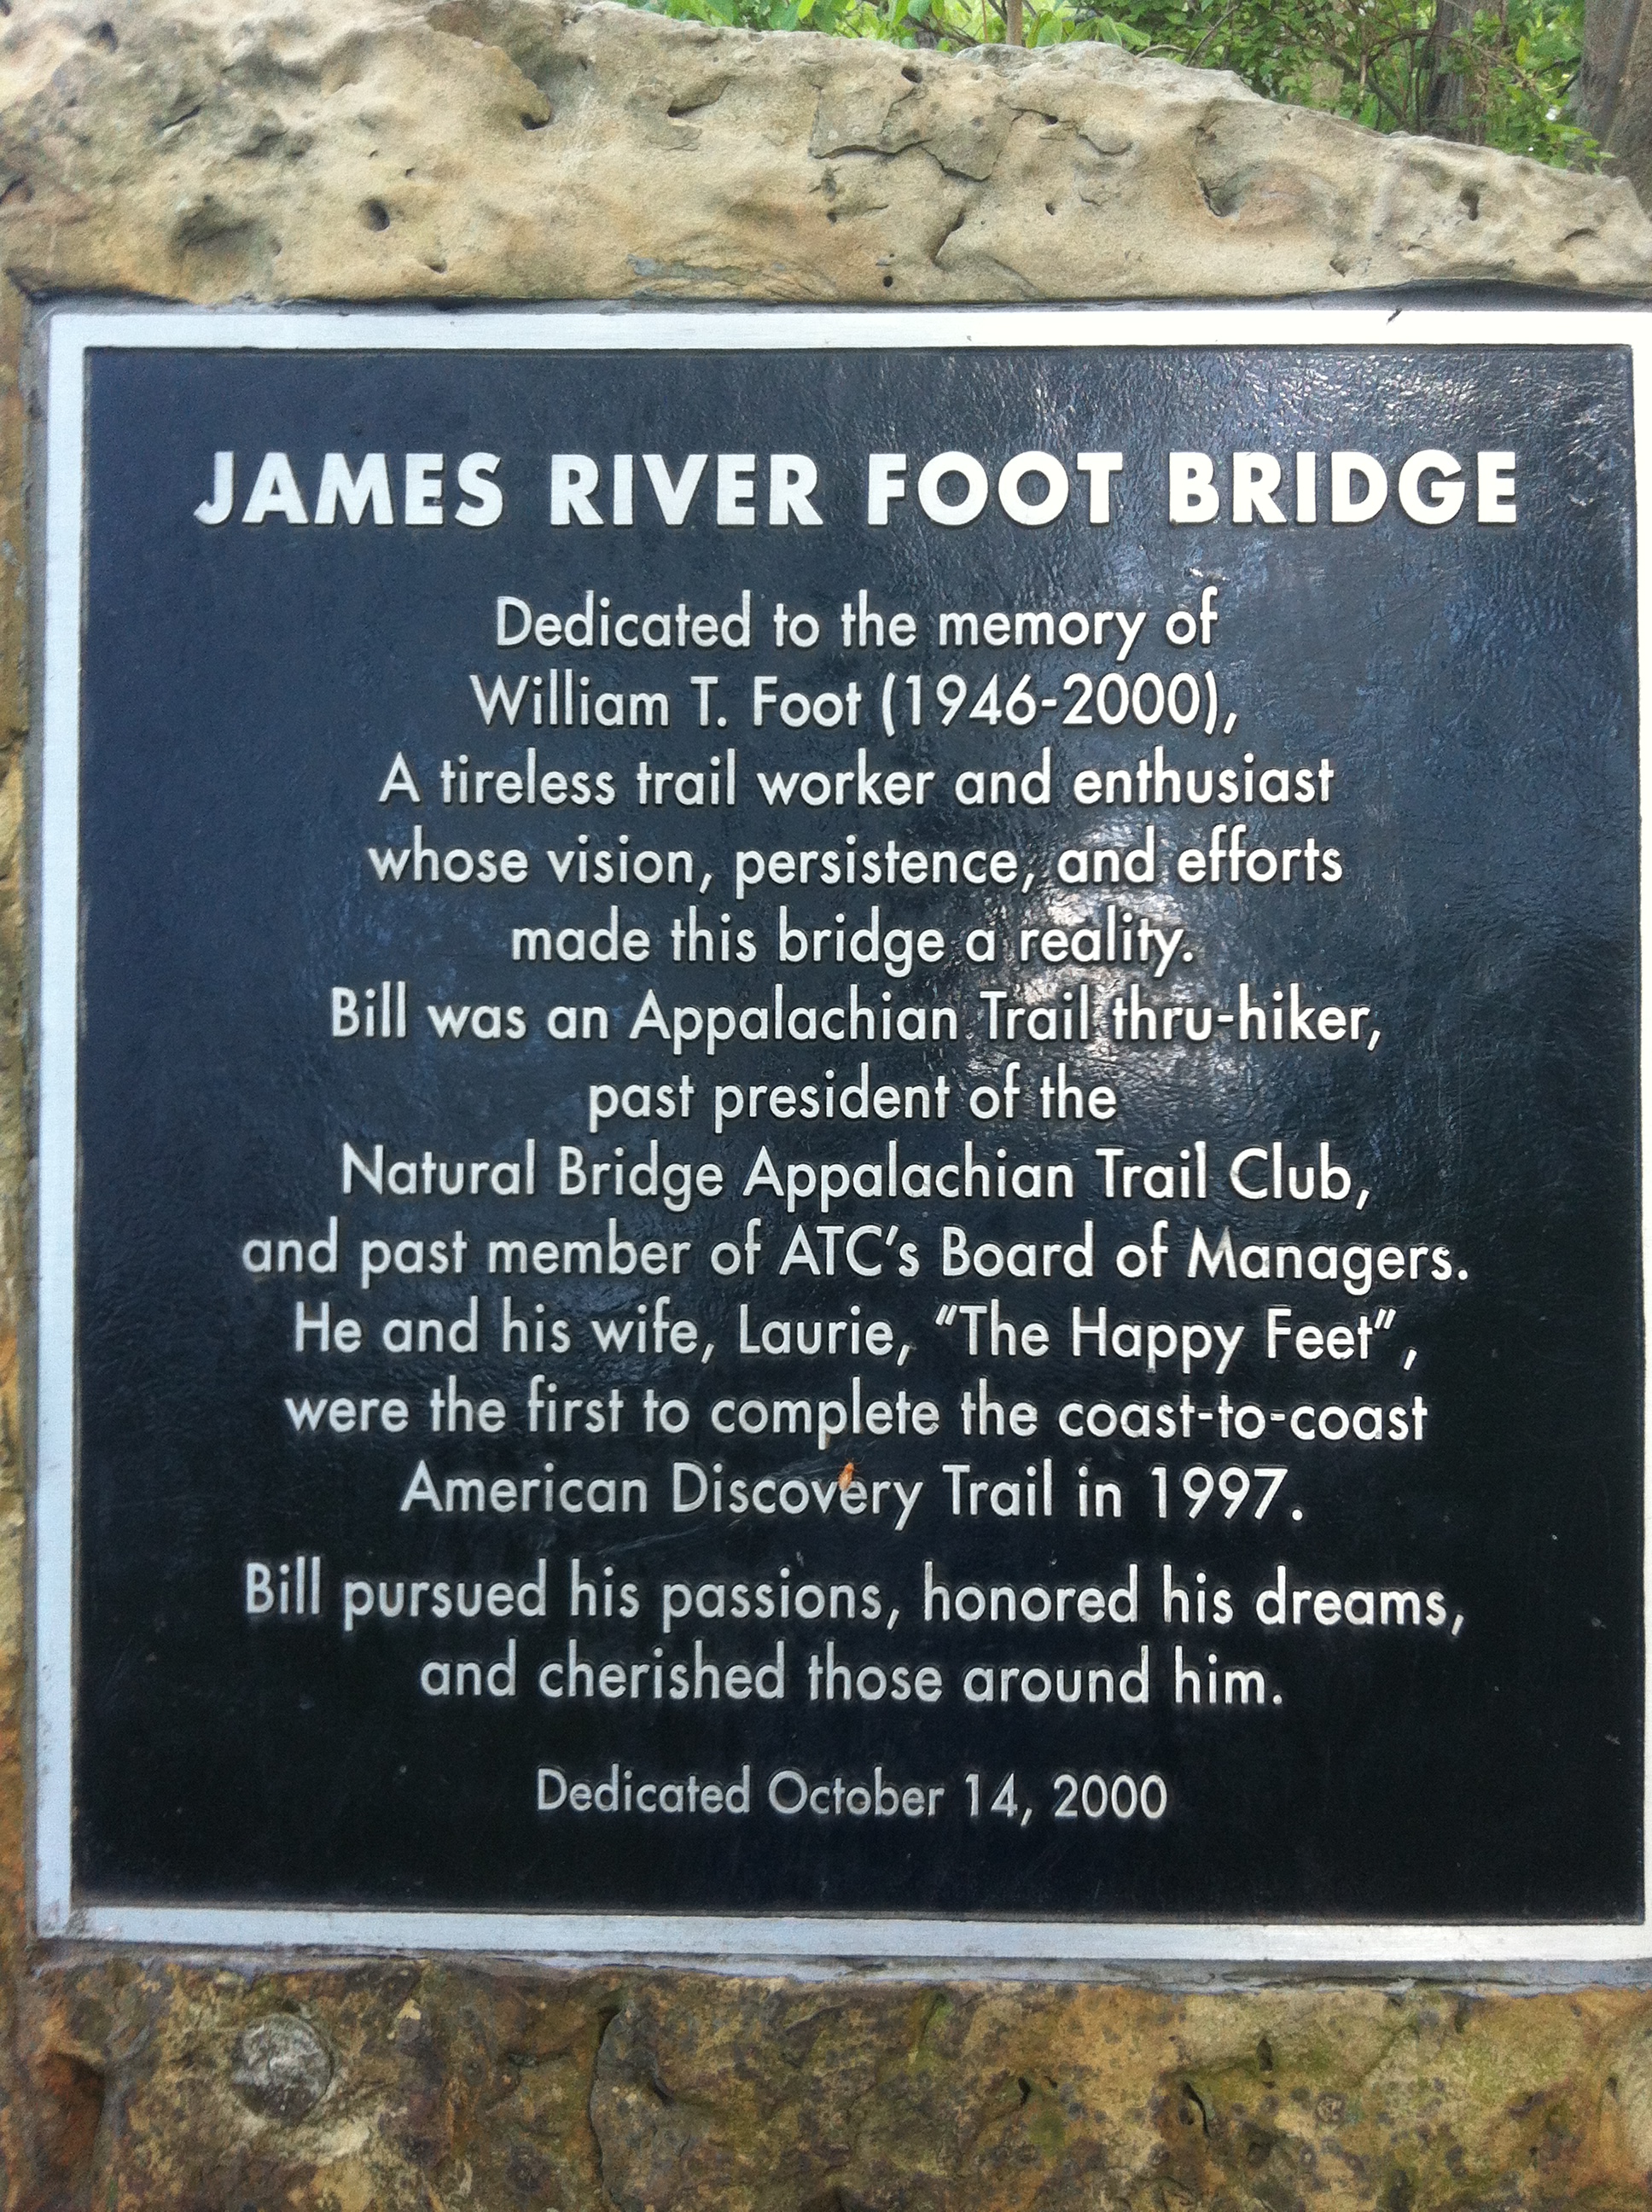 JAMES RIVER FOOT BRIDGE
Dedicated to the memory of
William T. Foot (1946-2000),
A tireless trail worker and enthusiast
whose vision, persistence, and efforts
made this bridge a reality.
Bill was an Appalachian Trail thru-hiker,
past president of the
Natural Bridge Appalachian Trail Club,
and past member of ATC's Board of Managers.
He and his wife, Laurie, "The Happy Feet",
were the first to complete the coast-to-coast
American Discovery Trail in 1997.
Bill pursued his passions, honored his dreams,
and cherished those around him.
Dedicated October 14, 2000